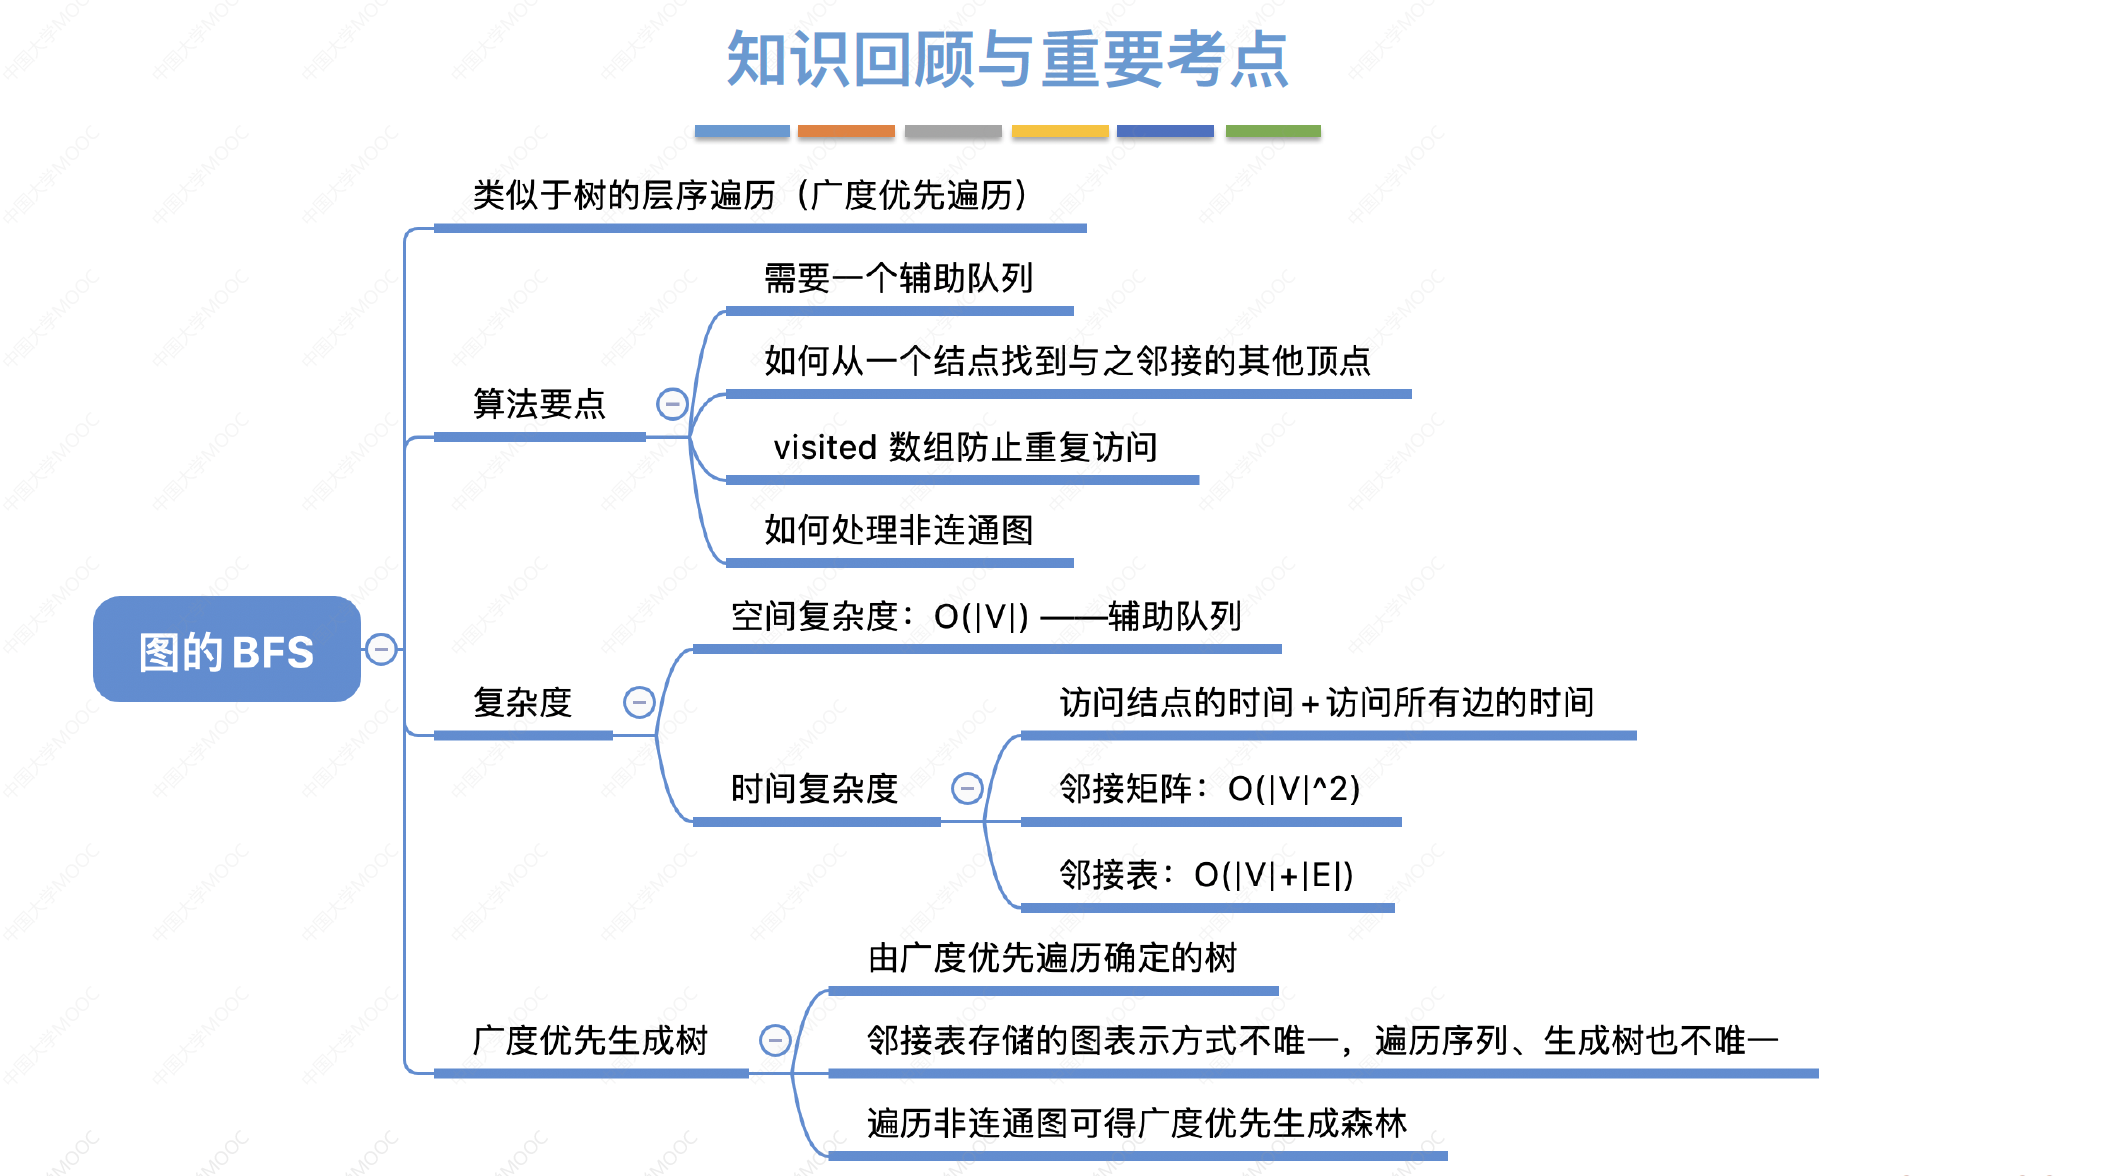 知识回顾与重要考点
类似于树的层序遍历（广度优先遍历）
需要一个辅助队列
如何从一个结点找到与之邻接的其他顶点
算法要点
visited 数组防止重复访问
如何处理非连通图
空间复杂度：O(|V|) ——辅助队列
图的 BFS
复杂度
访问结点的时间 + 访问所有边的时间
时间复杂度
邻接矩阵：O(|V|^2)
邻接表：O(|V|+|E|)
由广度优先遍历确定的树
广度优先生成树
邻接表存储的图表示方式不唯一，遍历序列、生成树也不唯一
遍历非连通图可得广度优先生成森林
中国大学MOOC